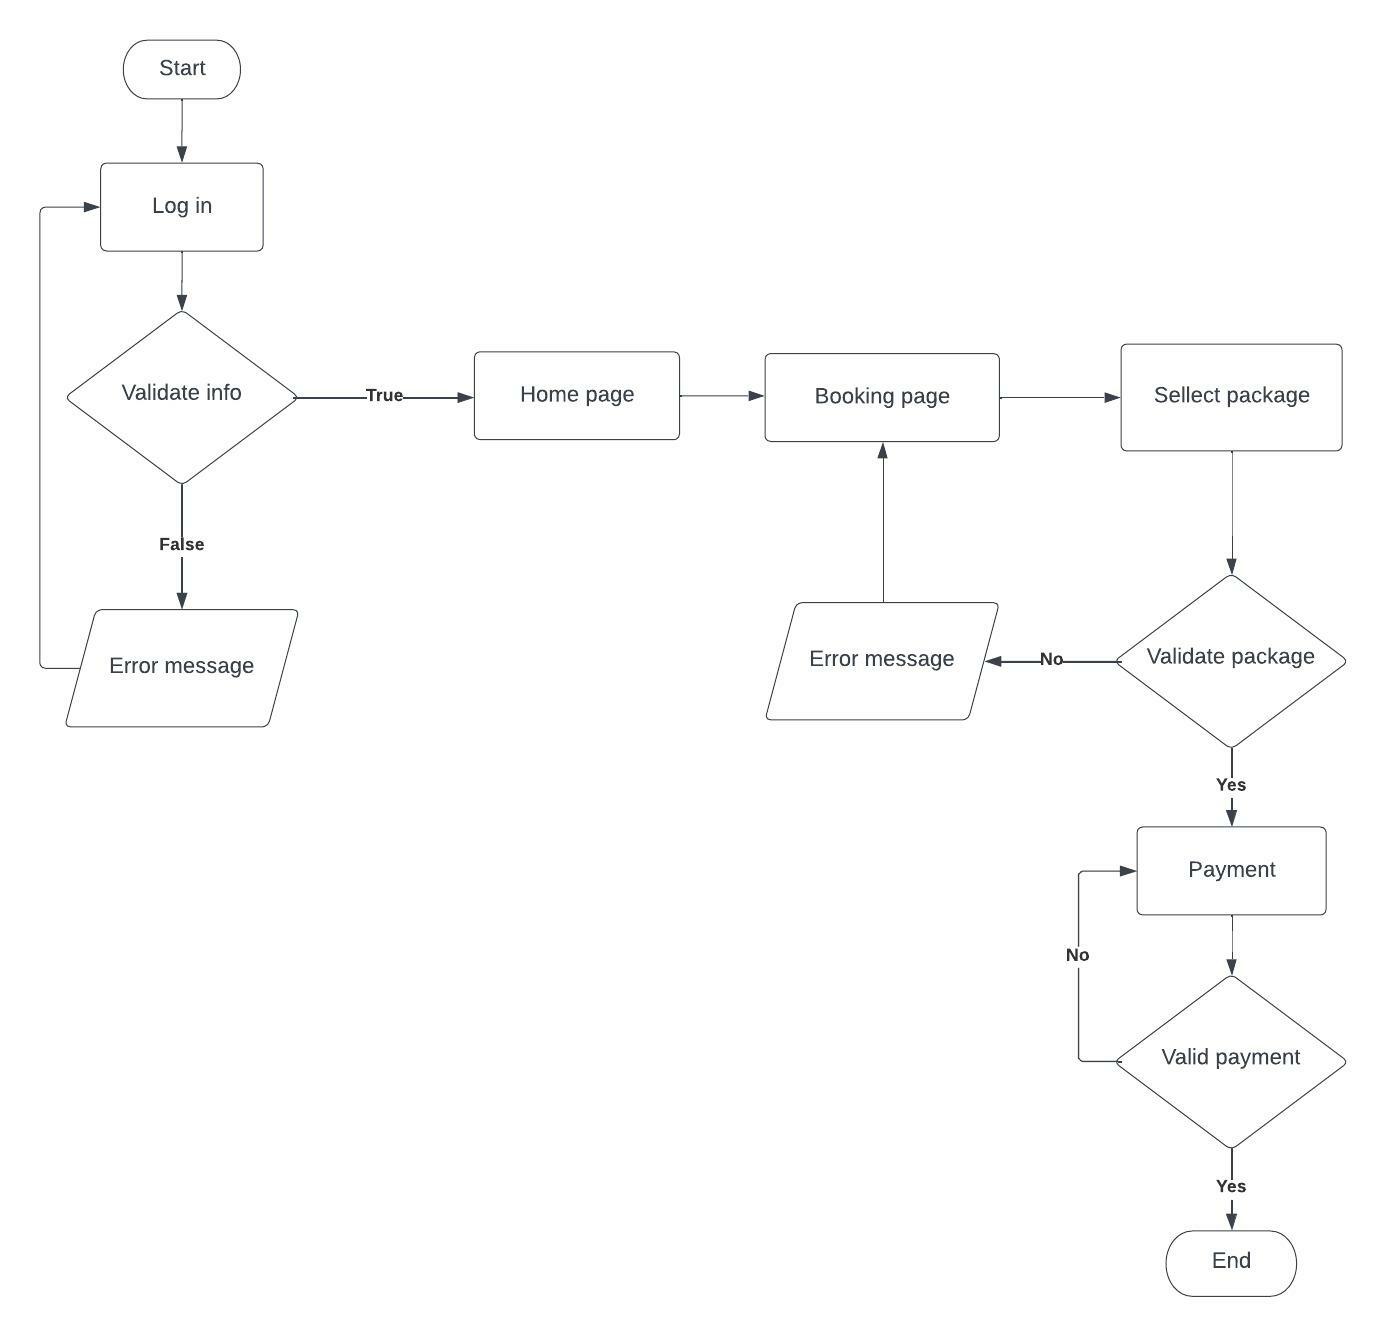 Start
Log in
Validate info
True
Home page
Booking page
Sellect package
False
Error message
Error message
No
Validate package
Yes
Payment
No
Valid payment
Yes
End